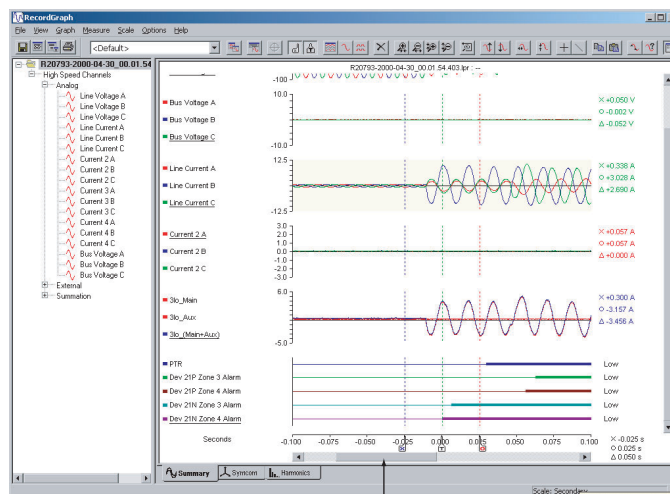 RecordGraph
File View Graph Measure Scale Options Help
<Default>
R20793-2000-04-30_00.01.54
High Speed Channels
Analog
Line Voltage A
Line Voltage B
Line Voltage C
Line Current A
Line Current B
Line Current C
Current 2 A
Current 2 B
Current 2 C
Current 3 A
Current 3 B
Current 3 C
Current 4 A
Current 4 B
Current 4 C
Bus Voltage A
Bus Voltage B
Bus Voltage C
External
Summation
R20793-2000-04-30_00.01.54.403.lpr : --
-100
10.0
Bus Voltage A
Bus Voltage B
Bus Voltage C
-10.0
×+0.050 V
○-0.002 V
△-0.052 V
12.5
Line Current A
Line Current B
Line Current C
-12.5
×+0.338 A
○+3.028 A
△+2.690 A
3.0
2.0
1.0
0.0
-1.0
-2.0
-3.0
Current 2 A
Current 2 B
Current 2 C
×+0.057 A
○+0.057 A
△+0.000 A
6.0
3Io_Main
3Io_Aux
3Io_(Main+Aux)
-5.0
×+0.300 A
○-3.157 A
△-3.456 A
PTR Low
Dev 21P Zone 3 Alarm Low
Dev 21P Zone 4 Alarm Low
Dev 21N Zone 3 Alarm Low
Dev 21N Zone 4 Alarm Low
Seconds -0.100 -0.075 -0.050 -0.025 0.000 0.025 0.050 0.075 0.100
×-0.025 s
○ 0.025 s
△ 0.050 s
Summary Symcom Harmonics
Scale: Secondary